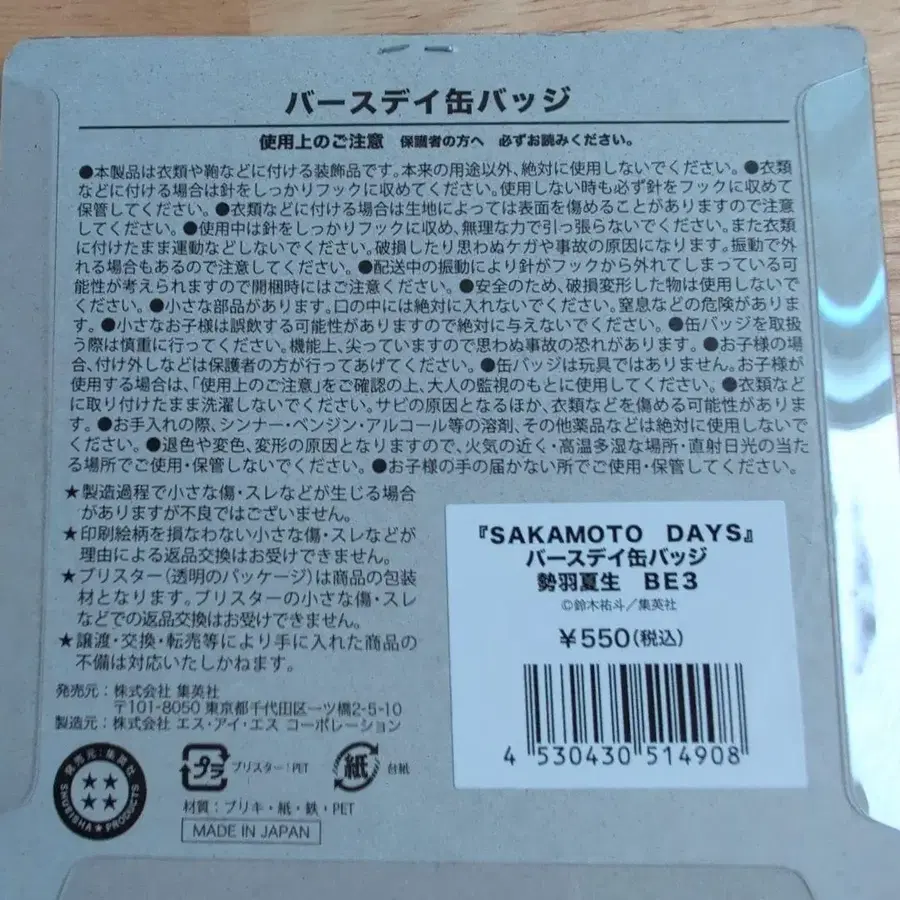 バースデイ缶バッジ
使用上のご注意 保護者の方へ 必ずお読みください。
●本製品は衣類や鞄などに付ける装飾品です。本来の用途以外、絶対に使用しないでください。●衣類
などに付ける場合は針をしっかりフックに収めてください。使用しない時も必ず針をフックに収めて
保管してください。●衣類などに付ける場合は生地によっては表面を傷めることがありますので注意
してください。●使用中は針をしっかりフックに収め、無理な力で引っ張らないでください。また衣類
に付けたまま運動などしないでください。破損したり思わぬケガや事故の原因になります。振動で外
れる場合もあるので注意してください。●配送中の振動により針がフックから外れてしまっている可
能性が考えられますので開梱時にはご注意ください。●安全のため、破損変形した物は使用しないで
ください。●小さな部品があります。口の中には絶対に入れないでください。窒息などの危険がありま
す。●小さなお子様は誤飲する可能性がありますので絶対に与えないでください。●缶バッジを取扱
う際は慎重に行ってください。機能上、尖っていますので思わぬ事故の恐れがあります。●お子様の場
合、付け外しなどは保護者の方が行ってあげてください。●缶バッジは玩具ではありません。お子様が
使用する場合は、「使用上のご注意」をご確認の上、大人の監視のもとに使用してください。●衣類など
に取り付けたまま洗濯しないでください。サビの原因となるほか、衣類などを傷める可能性がありま
す。●お手入れの際、シンナー・ベンジン・アルコール等の溶剤、その他薬品などは絶対に使用しないで
ください。●退色や変色、変形の原因となりますので、火気の近く・高温多湿な場所・直射日光の当た
る場所でご使用・保管しないでください。●お子様の手の届かない所でご使用・保管してください。
★製造過程で小さな傷・スレなどが生じる場合
がありますが不良ではございません。
★印刷絵柄を損なわない小さな傷・スレなどが
理由による返品交換はお受けできません。
★ブリスター(透明のパッケージ)は商品の包装
材となります。ブリスターの小さな傷・スレ
などでの返品交換はお受けできません。
★譲渡・交換・転売等により手に入れた商品の
不備は対応いたしかねます。
発売元：株式会社 集英社
〒101-8050 東京都千代田区一ツ橋2-5-10
製造元：株式会社 エス・アイ・エス コーポレーション
『SAKAMOTO DAYS』
バースデイ缶バッジ
勢羽夏生 BE3
©鈴木祐斗／集英社
¥550(税込)
4 530430 514908
発売元：集英社
SHUEISHA★PRODUCTS
プラ
ブリスター：PET
紙
台紙
材質：ブリキ・紙・鉄・PET
MADE IN JAPAN